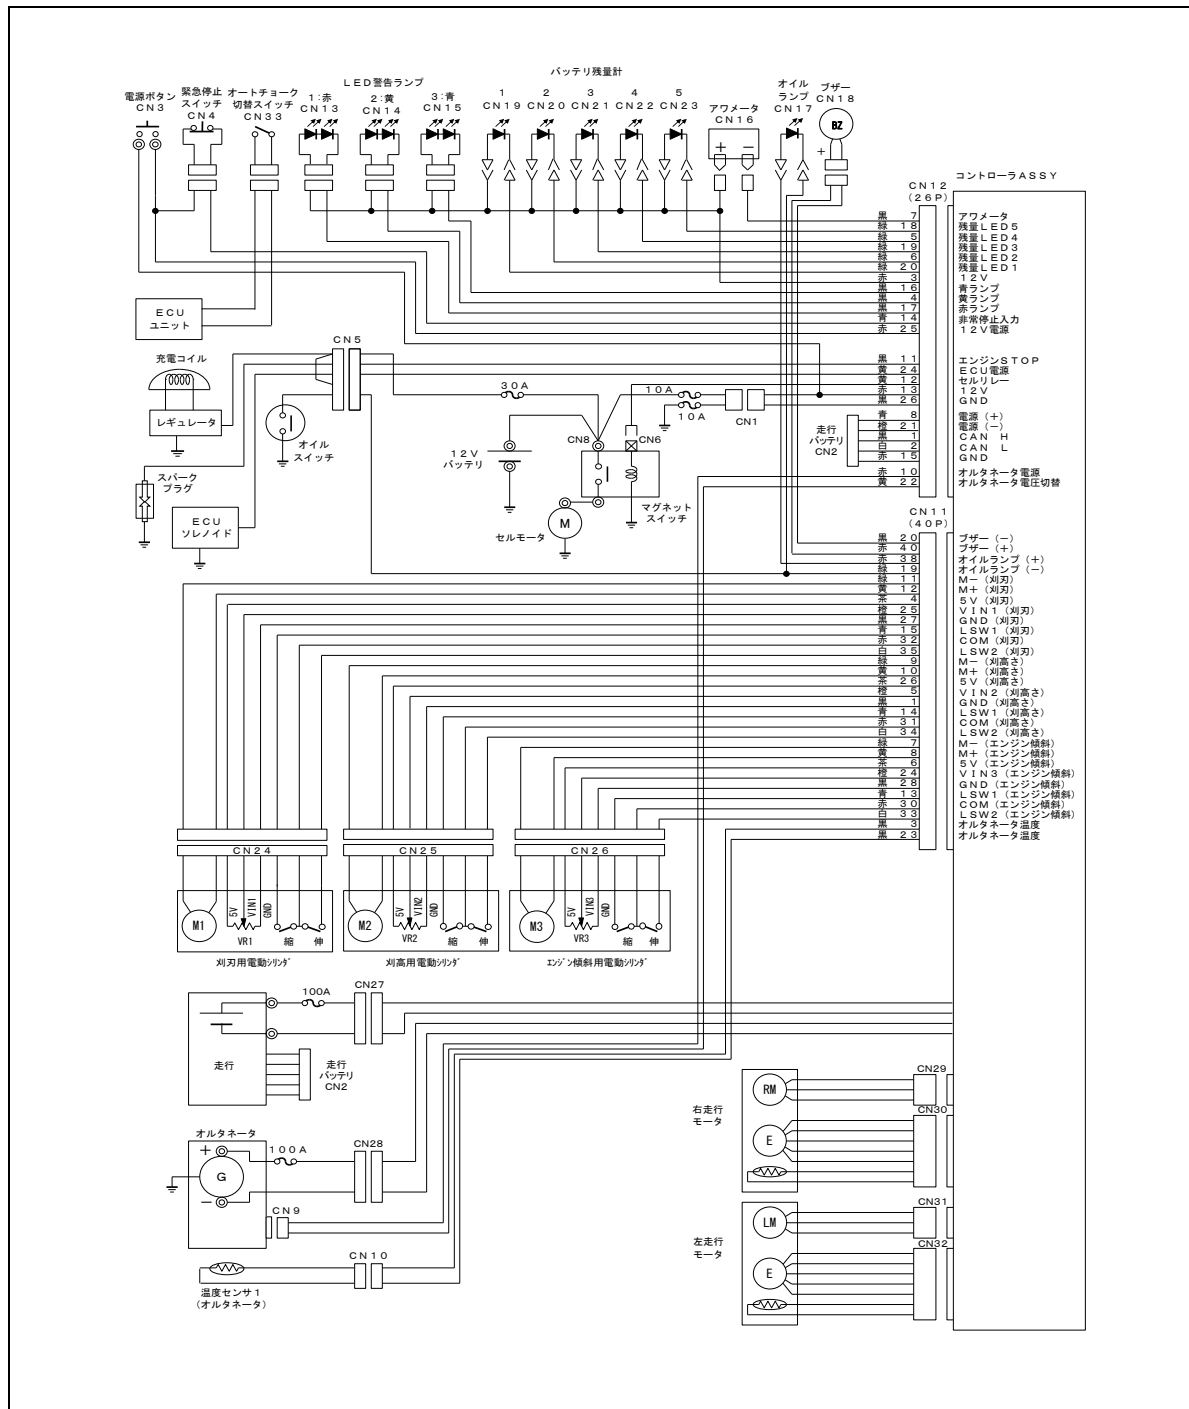 電源ボタン
CN3
緊急停止
スイッチ
CN4
オートチョーク
切替スイッチ
CN33
LED警告ランプ
1:赤
CN13
2:黄
CN14
3:青
CN15
バッテリ残量計
1
CN19
2
CN20
3
CN21
4
CN22
5
CN23
アワメータ
CN16
+ −
オイル
ランプ
CN17
ブザー
CN18
BZ
+
コントローラASSY
CN12
(26P)
黒 7 アワメータ
緑 18 残量LED5
緑 5 残量LED4
緑 19 残量LED3
緑 6 残量LED2
緑 20 残量LED1
赤 3 12V
黒 16 青ランプ
黒 4 黄ランプ
黒 17 赤ランプ
青 14 非常停止入力
赤 25 12V電源
黒 11 エンジンSTOP
黄 24 ECU電源
黄 12 セルリレー
赤 13 12V
黒 26 GND
青 8 電源(+)
橙 21 電源(−)
黒 1 CAN H
白 2 CAN L
赤 15 GND
赤 10 オルタネータ電源
黄 22 オルタネータ電圧切替
ECU
ユニット
CN5
充電コイル
レギュレータ
オイル
スイッチ
スパーク
プラグ
ECU
ソレノイド
30A
10A
10A
CN1
走行
バッテリ
CN2
CN8
CN6
12V
バッテリ
M
セルモータ
マグネット
スイッチ
CN11
(40P)
黒 20 ブザー(−)
赤 40 ブザー(+)
赤 38 オイルランプ(+)
緑 19 オイルランプ(−)
緑 11 M−(刈刃)
黄 12 M+(刈刃)
茶 4 5V(刈刃)
橙 25 VIN1(刈刃)
黒 27 GND(刈刃)
青 15 LSW1(刈刃)
赤 32 COM(刈刃)
白 35 LSW2(刈刃)
緑 9 M−(刈高さ)
黄 10 M+(刈高さ)
茶 26 5V(刈高さ)
橙 5 VIN2(刈高さ)
黒 1 GND(刈高さ)
青 14 LSW1(刈高さ)
赤 31 COM(刈高さ)
白 34 LSW2(刈高さ)
緑 7 M−(エンジン傾斜)
黄 8 M+(エンジン傾斜)
茶 6 5V(エンジン傾斜)
橙 24 VIN3(エンジン傾斜)
黒 28 GND(エンジン傾斜)
青 13 LSW1(エンジン傾斜)
赤 30 COM(エンジン傾斜)
白 33 LSW2(エンジン傾斜)
黒 3 オルタネータ温度
黒 23 オルタネータ温度
CN24
CN25
CN26
M1
5V
VIN1
GND
VR1
縮 伸
刈刃用電動ｼﾘﾝﾀﾞ
M2
5V
VIN2
GND
VR2
縮 伸
刈高用電動ｼﾘﾝﾀﾞ
M3
5V
VIN3
GND
VR3
縮 伸
ｴﾝｼﾞﾝ傾斜用電動ｼﾘﾝﾀﾞ
100A
CN27
走行
走行
バッテリ
CN2
オルタネータ
+
G
−
100A
CN28
CN9
CN10
温度センサ1
(オルタネータ)
右走行
モータ
RM
E
CN29
CN30
左走行
モータ
LM
E
CN31
CN32